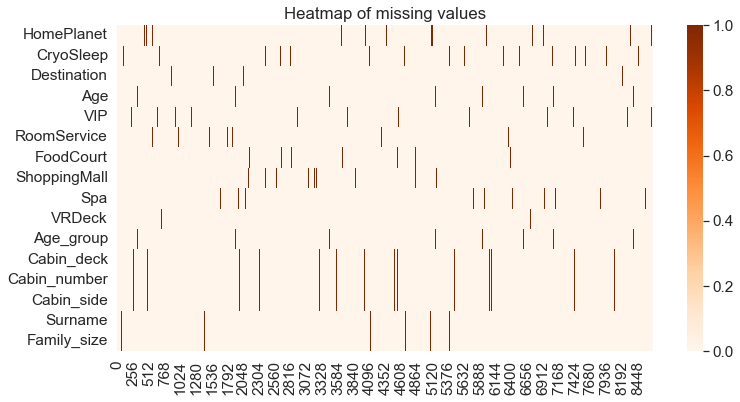 Heatmap of missing values
HomePlanet
CryoSleep
Destination
Age
VIP
RoomService
FoodCourt
ShoppingMall
Spa
VRDeck
Age_group
Cabin_deck
Cabin_number
Cabin_side
Surname
Family_size
0
256
512
768
1024
1280
1536
1792
2048
2304
2560
2816
3072
3328
3584
3840
4096
4352
4608
4864
5120
5376
5632
5888
6144
6400
6656
6912
7168
7424
7680
7936
8192
8448
1.0
0.8
0.6
0.4
0.2
0.0